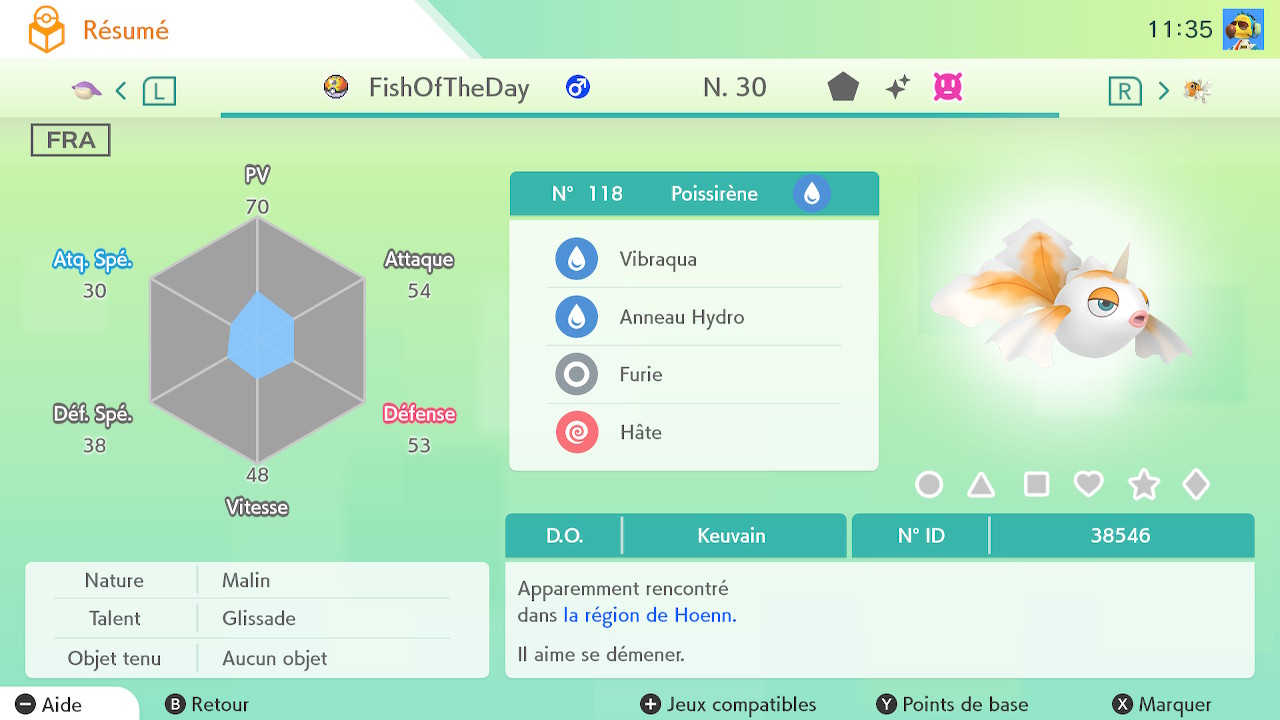 Résumé
11:35
L
FishOfTheDay
N. 30
R
FRA
PV
70
Atq. Spé.
30
Attaque
54
Déf. Spé.
38
Défense
53
48
Vitesse
N° 118 Poissirène
Vibraqua
Anneau Hydro
Furie
Hâte
D.O. Keuvain N° ID 38546
Nature Malin
Talent Glissade
Objet tenu Aucun objet
Apparemment rencontré
dans la région de Hoenn.
Il aime se démener.
Aide
B Retour
Jeux compatibles
Y Points de base
X Marquer